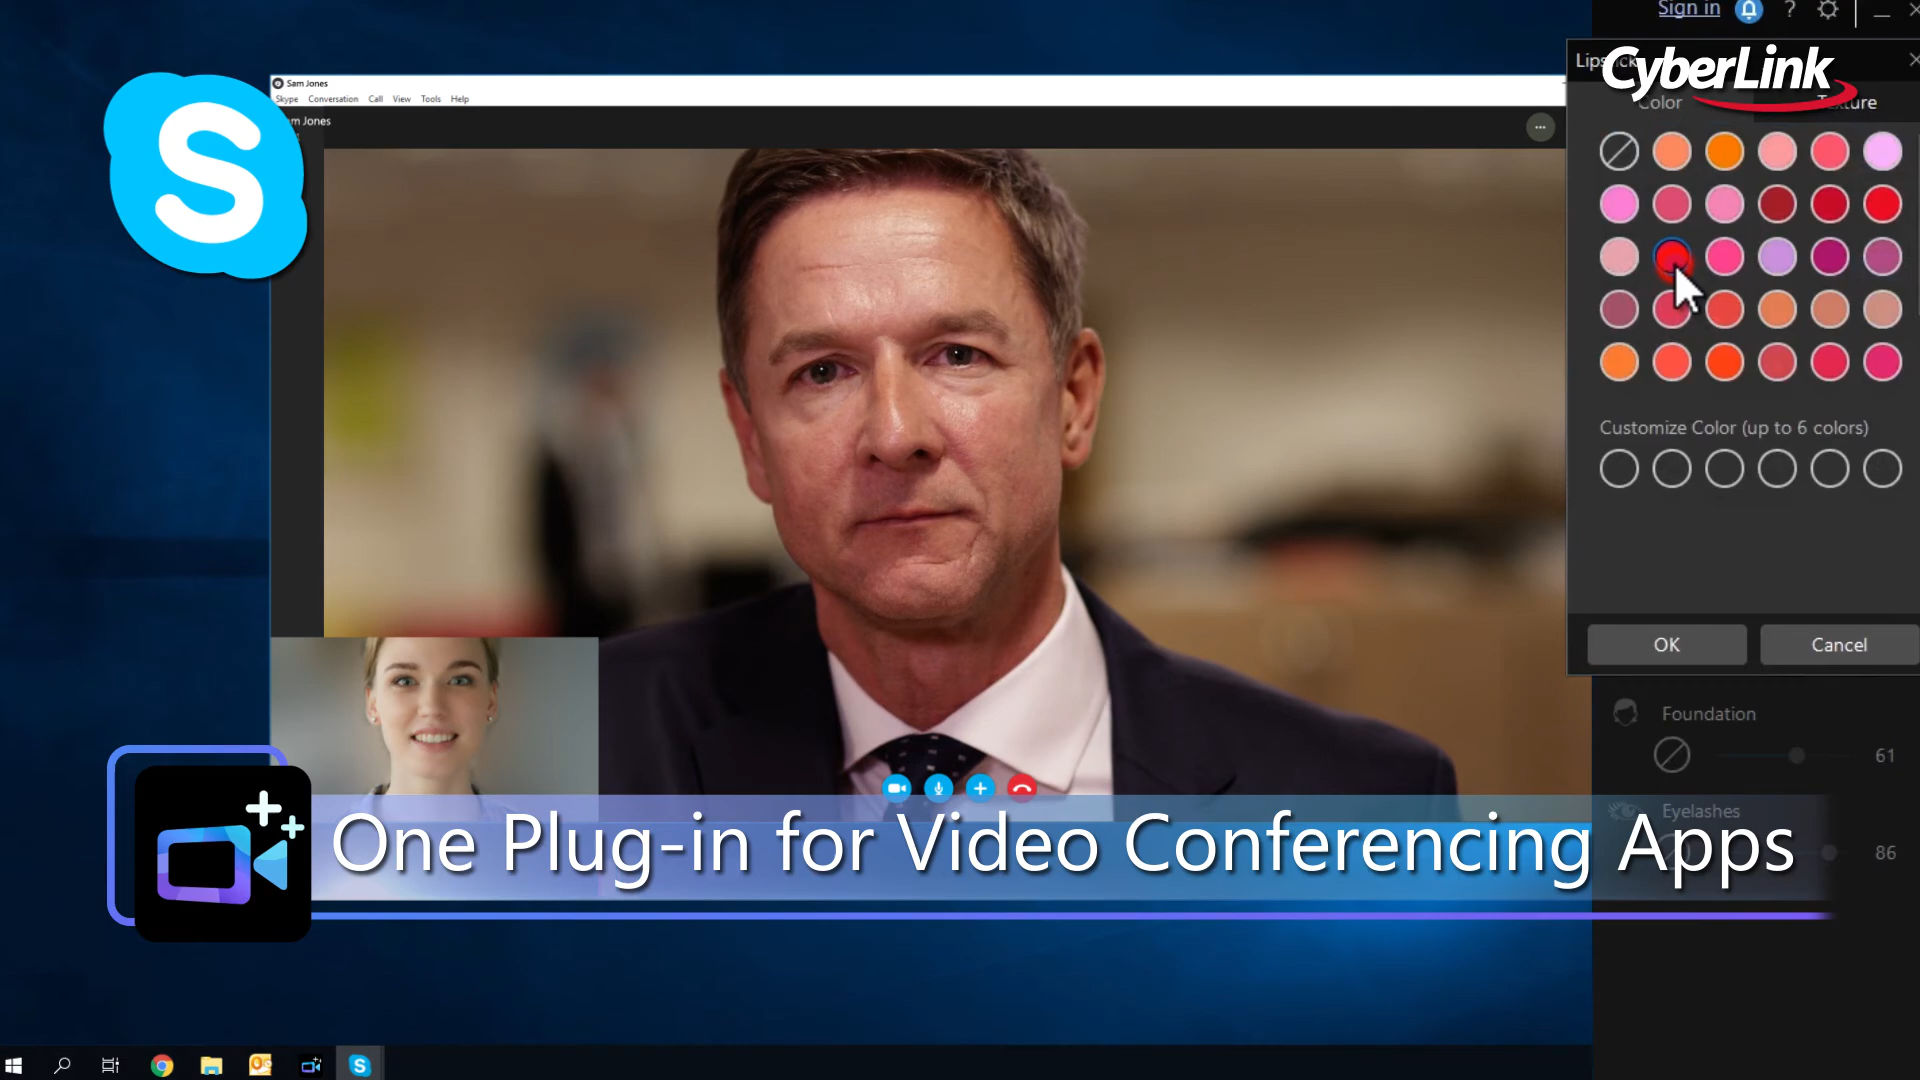 Sign in
?
CyberLink
Sam Jones
Skype Conversation Call View Tools Help
Jones
Color
S
Customize Color (up to 6 colors)
OK
Cancel
Foundation
61
Eyelashes
86
One Plug-in for Video Conferencing Apps
S